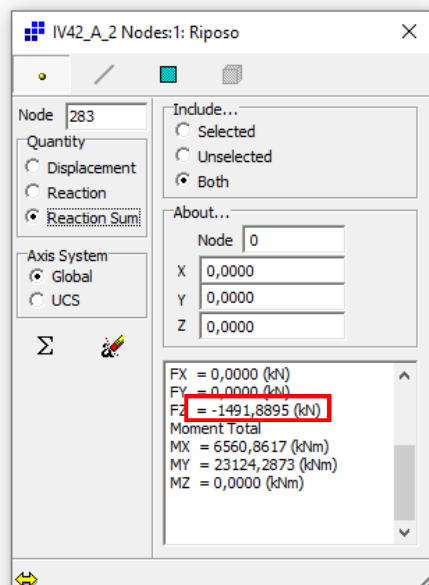 IV42_A_2 Nodes:1: Riposo
Node 283
Quantity
Displacement
Reaction
Reaction Sum
Axis System
Global
UCS
Σ
Include...
Selected
Unselected
Both
About...
Node 0
X 0,0000
Y 0,0000
Z 0,0000
FX = 0,0000 (kN)
FY = 0,0000 (kN)
FZ = -1491,8895 (kN)
Moment Total
MX = 6560,8617 (kNm)
MY = 23124,2873 (kNm)
MZ = 0,0000 (kNm)